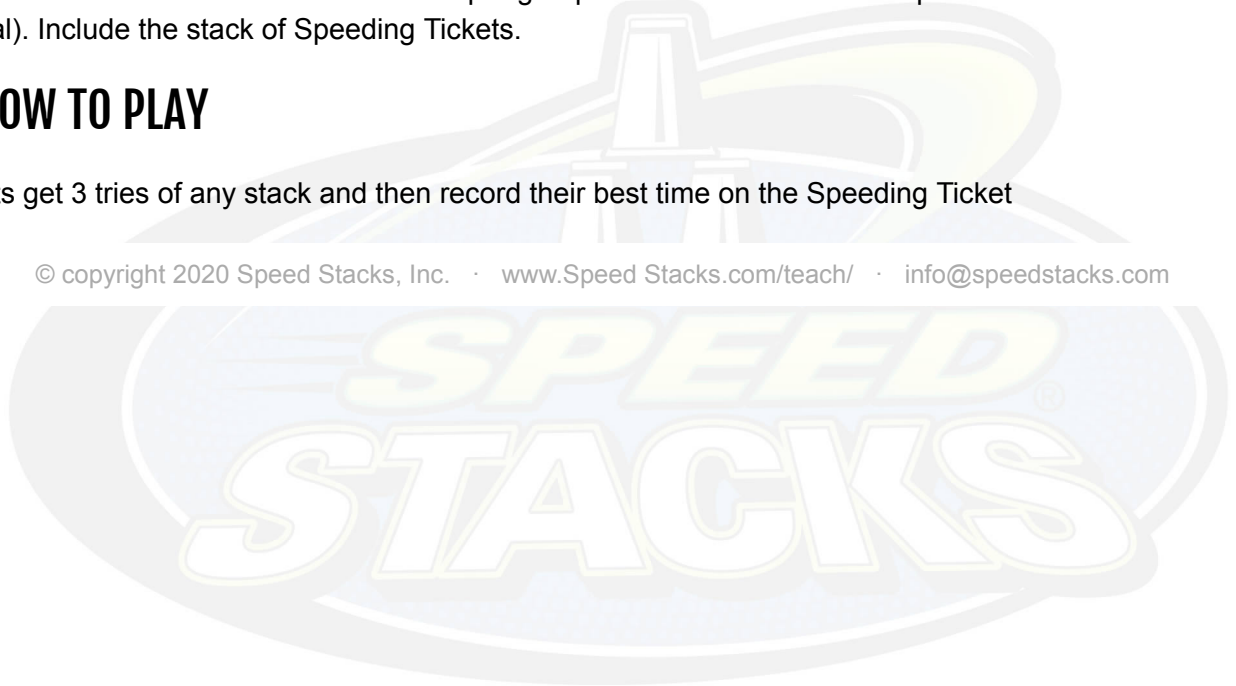 al). Include the stack of Speeding Tickets.
OW TO PLAY
s get 3 tries of any stack and then record their best time on the Speeding Ticket
© copyright 2020 Speed Stacks, Inc. · www.Speed Stacks.com/teach/ · info@speedstacks.com
SPEED
STACKS
®